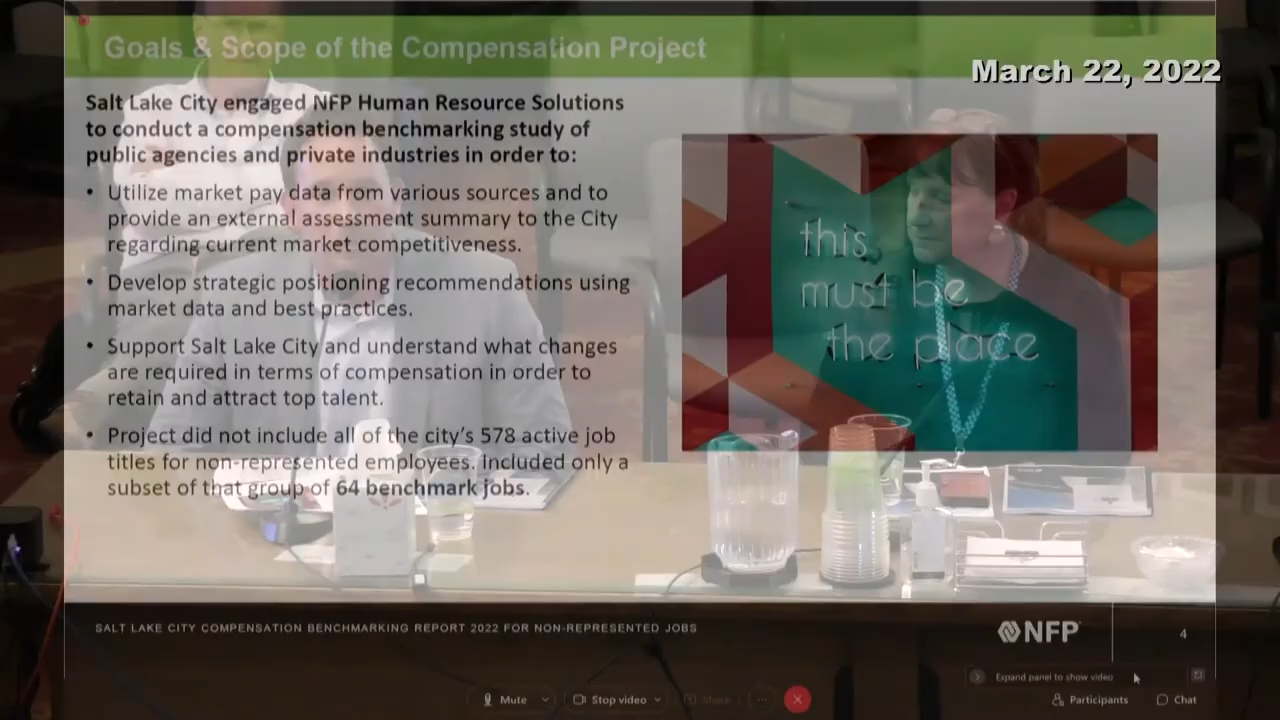 Goals & Scope of the Compensation Project
March 22, 2022
Salt Lake City engaged NFP Human Resource Solutions
to conduct a compensation benchmarking study of
public agencies and private industries in order to:
• Utilize market pay data from various sources and to
provide an external assessment summary to the City
regarding current market competitiveness.
• Develop strategic positioning recommendations using
market data and best practices.
• Support Salt Lake City and understand what changes
are required in terms of compensation in order to
retain and attract top talent.
• Project did not include all of the city's 578 active job
titles for non-represented employees. Included only a
subset of that group of 64 benchmark jobs.
this
must be
the place
SALT LAKE CITY COMPENSATION BENCHMARKING REPORT 2022 FOR NON-REPRESENTED JOBS
NFP
4
Expand panel to show video
Mute
Stop video
Share
Participants
Chat